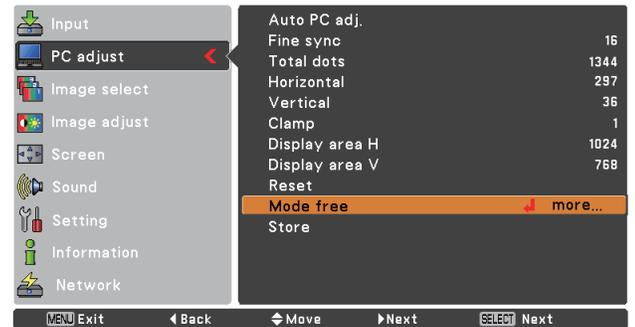 Input
PC adjust
Image select
Image adjust
Screen
Sound
Setting
Information
Network
Auto PC adj.
Fine sync 16
Total dots 1344
Horizontal 297
Vertical 36
Clamp 1
Display area H 1024
Display area V 768
Reset
Mode free more...
Store
MENU Exit Back Move Next SELECT Next